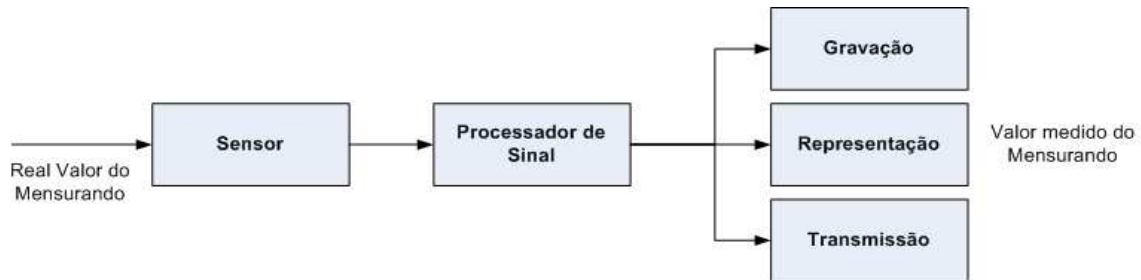 Real Valor do
Mensurando
Sensor
Processador de
Sinal
Gravação
Representação
Transmissão
Valor medido do
Mensurando